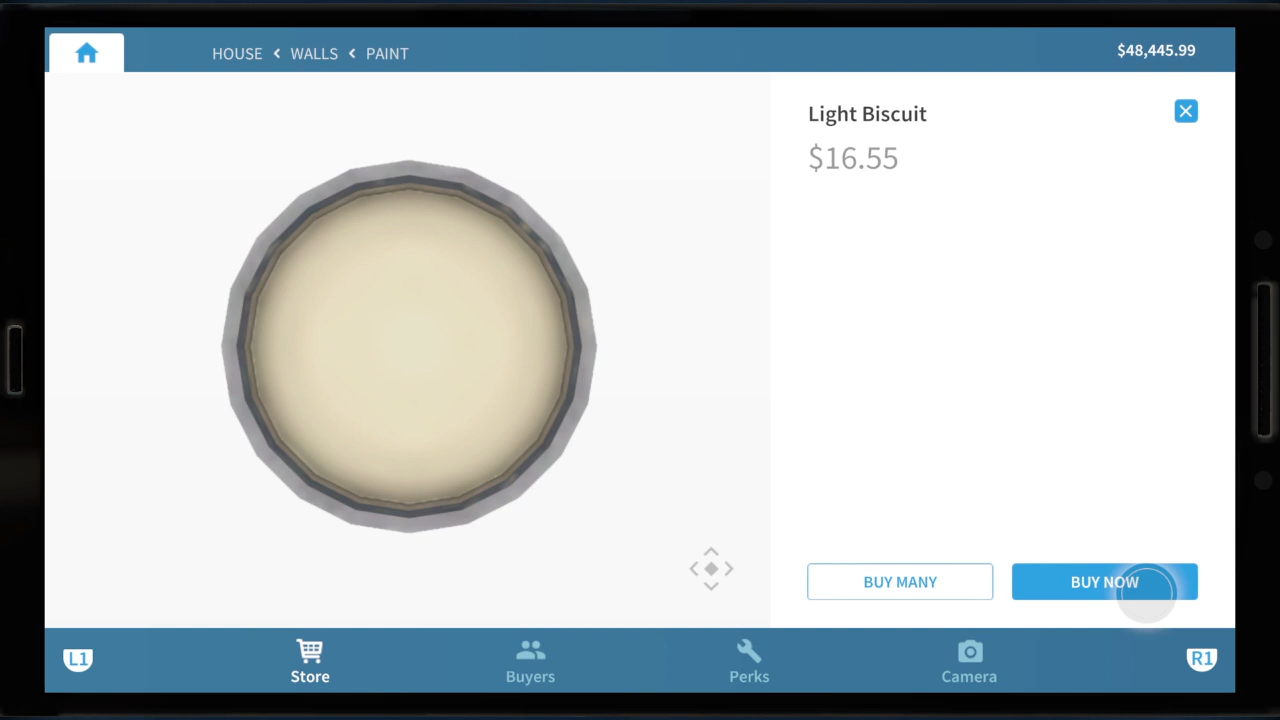 HOUSE < WALLS < PAINT
$48,445.99
Light Biscuit
$16.55
BUY MANY
BUY NOW
L1
Store
Buyers
Perks
Camera
R1